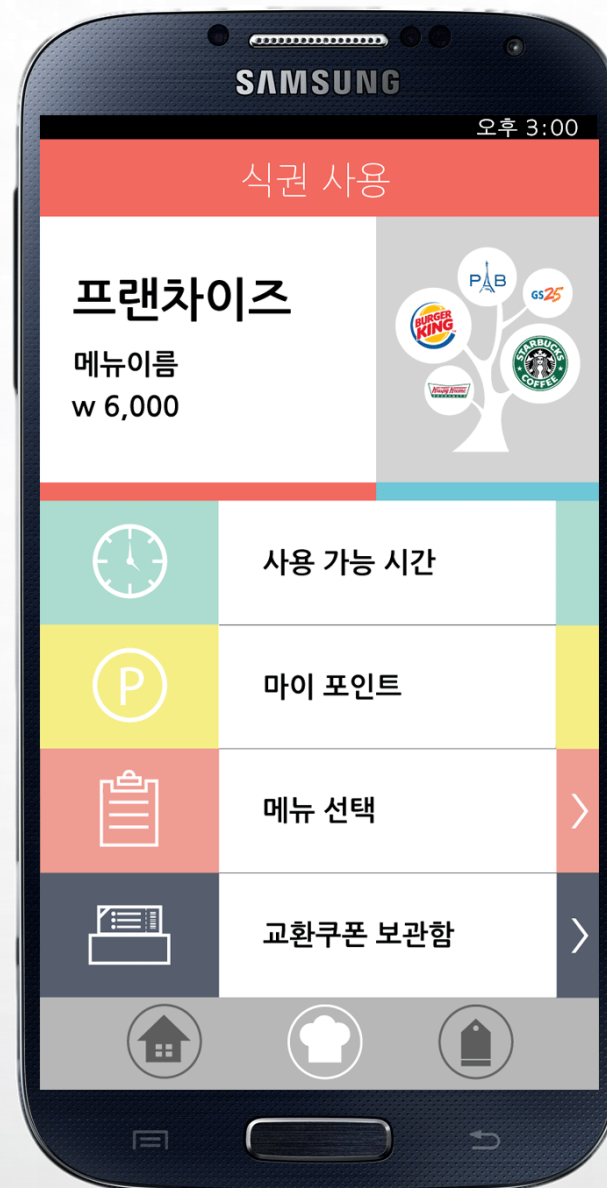 SAMSUNG
오후 3:00
식권 사용
프랜차이즈
메뉴이름
w 6,000
P B
GS25
BURGER KING
STARBUCKS COFFEE
Krispy Kreme
사용 가능 시간
P
마이 포인트
메뉴 선택
교환쿠폰 보관함